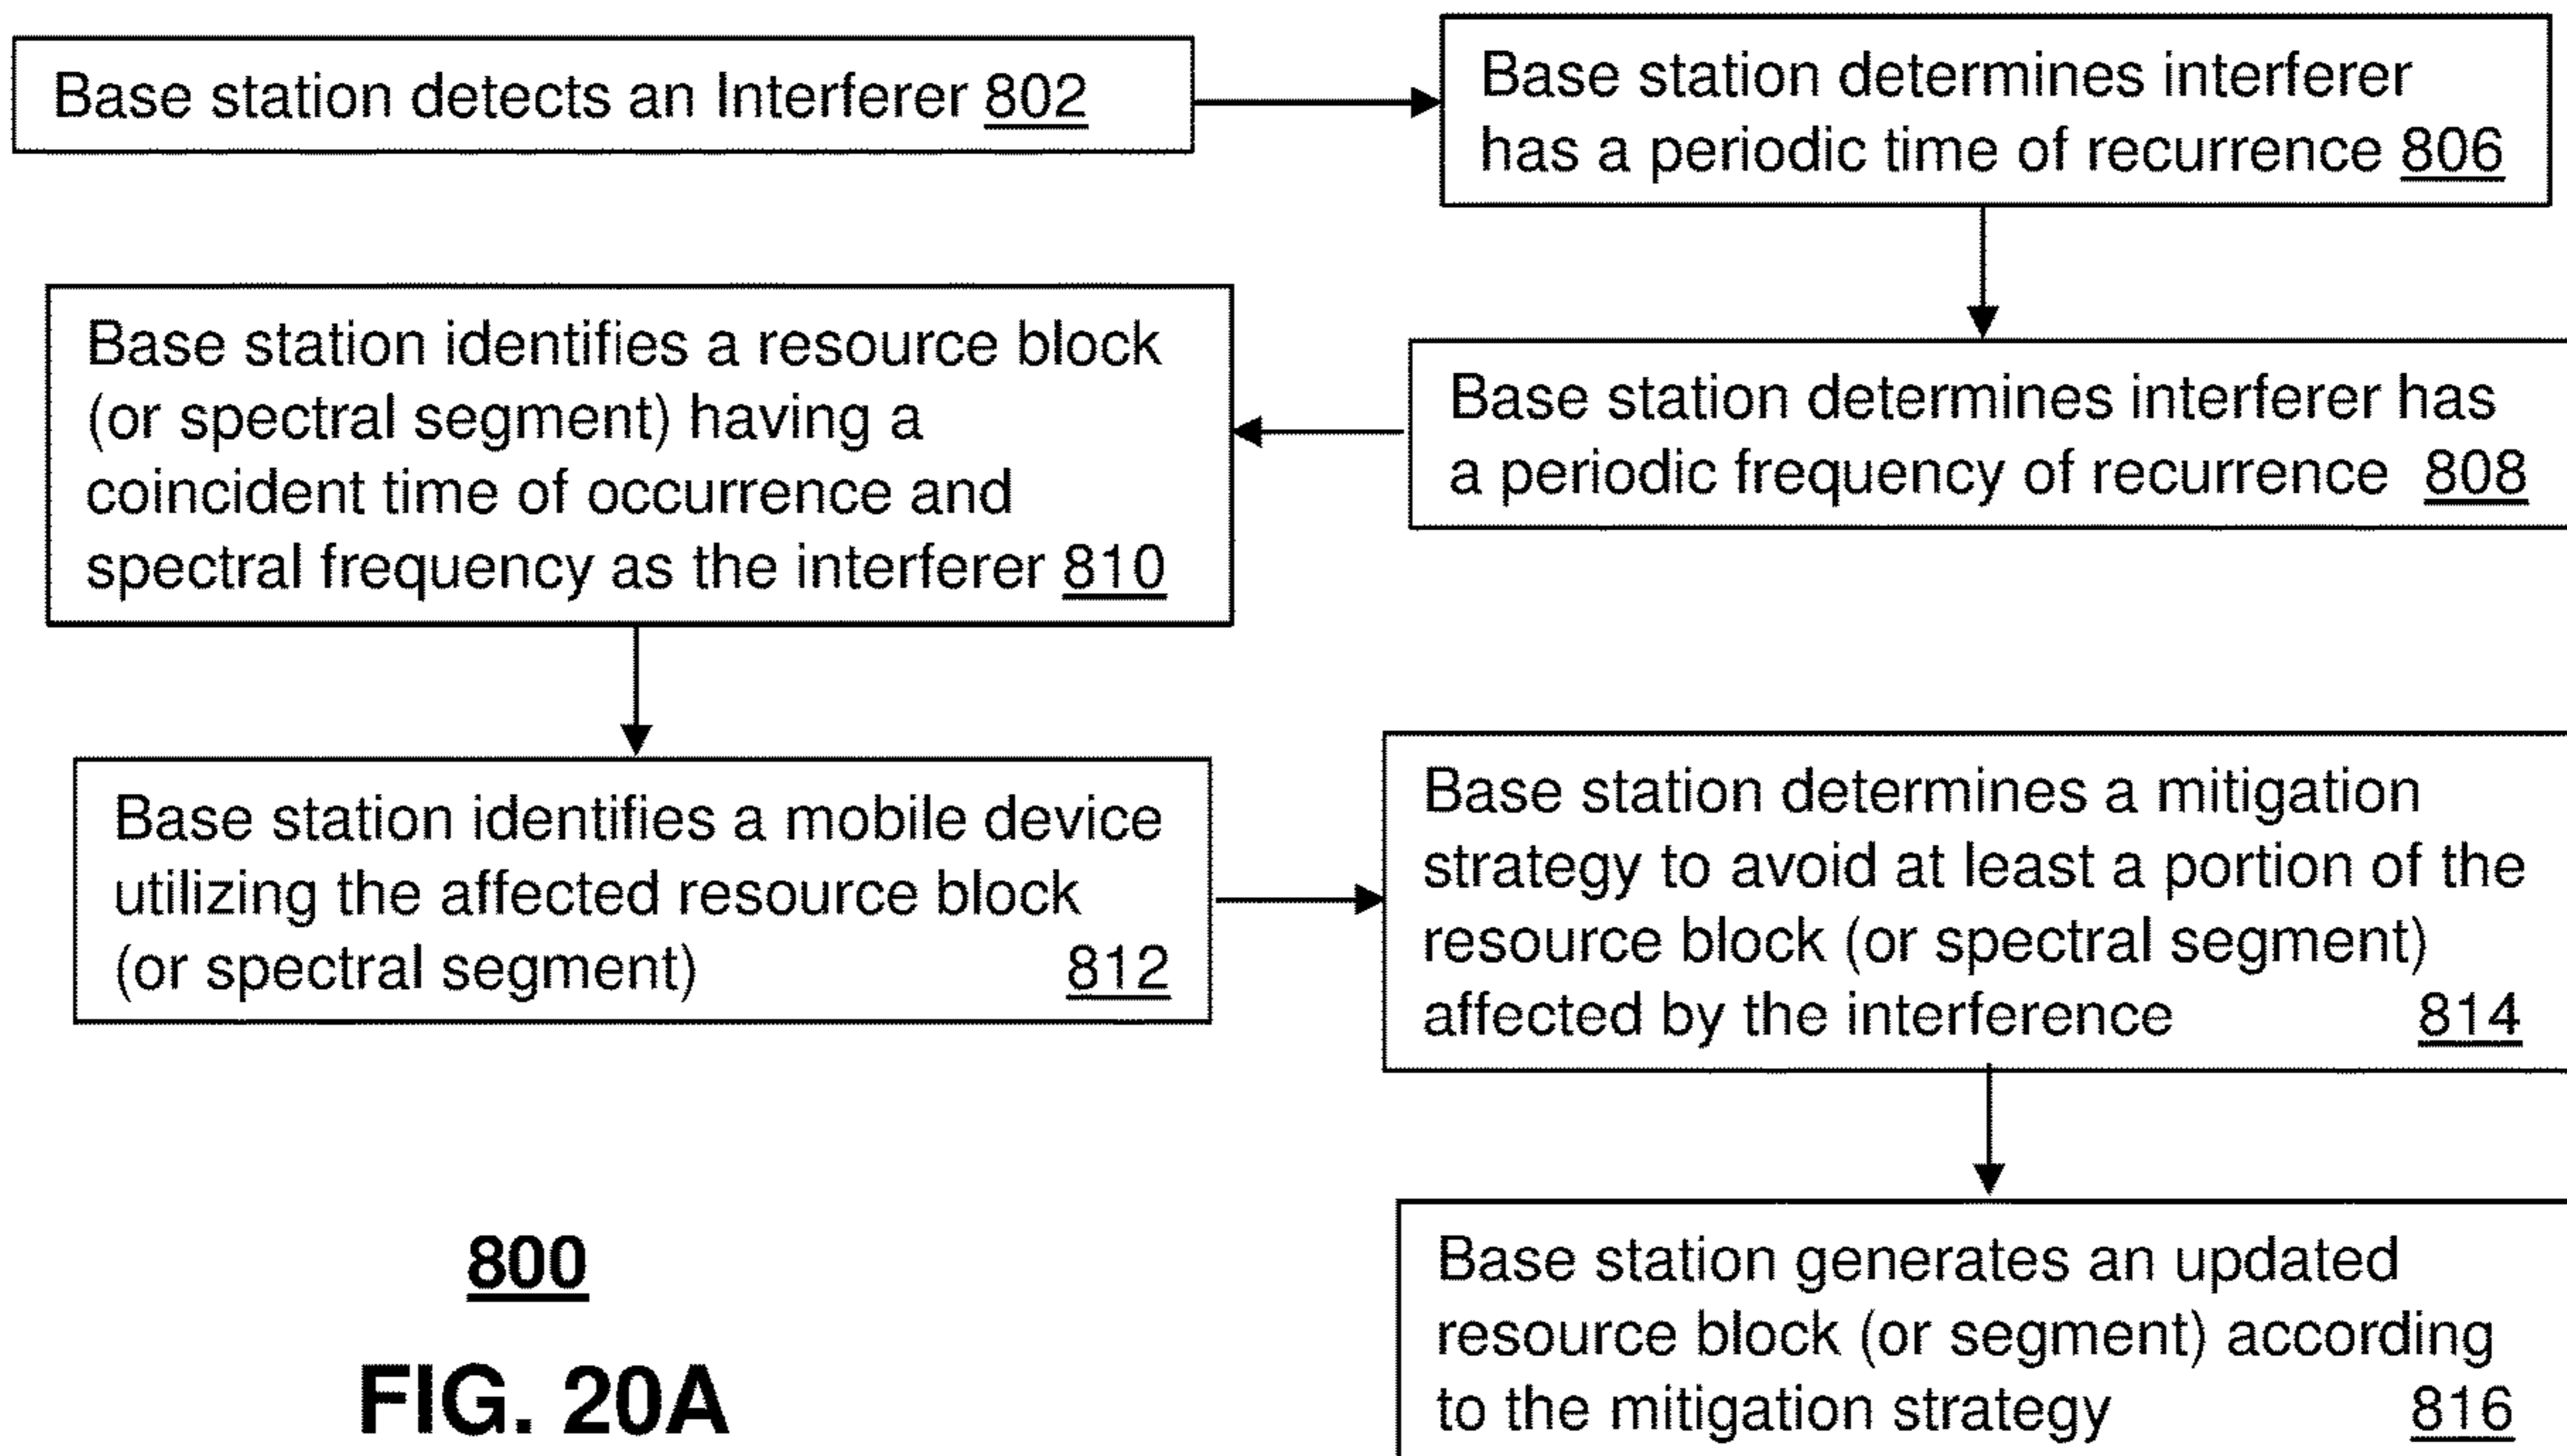 Base station detects an Interferer 802
Base station determines interferer
has a periodic time of recurrence 806
Base station determines interferer has
a periodic frequency of recurrence 808
Base station identifies a resource block
(or spectral segment) having a
coincident time of occurrence and
spectral frequency as the interferer 810
Base station identifies a mobile device
utilizing the affected resource block
(or spectral segment) 812
Base station determines a mitigation
strategy to avoid at least a portion of the
resource block (or spectral segment)
affected by the interference 814
Base station generates an updated
resource block (or segment) according
to the mitigation strategy 816
800
FIG. 20A